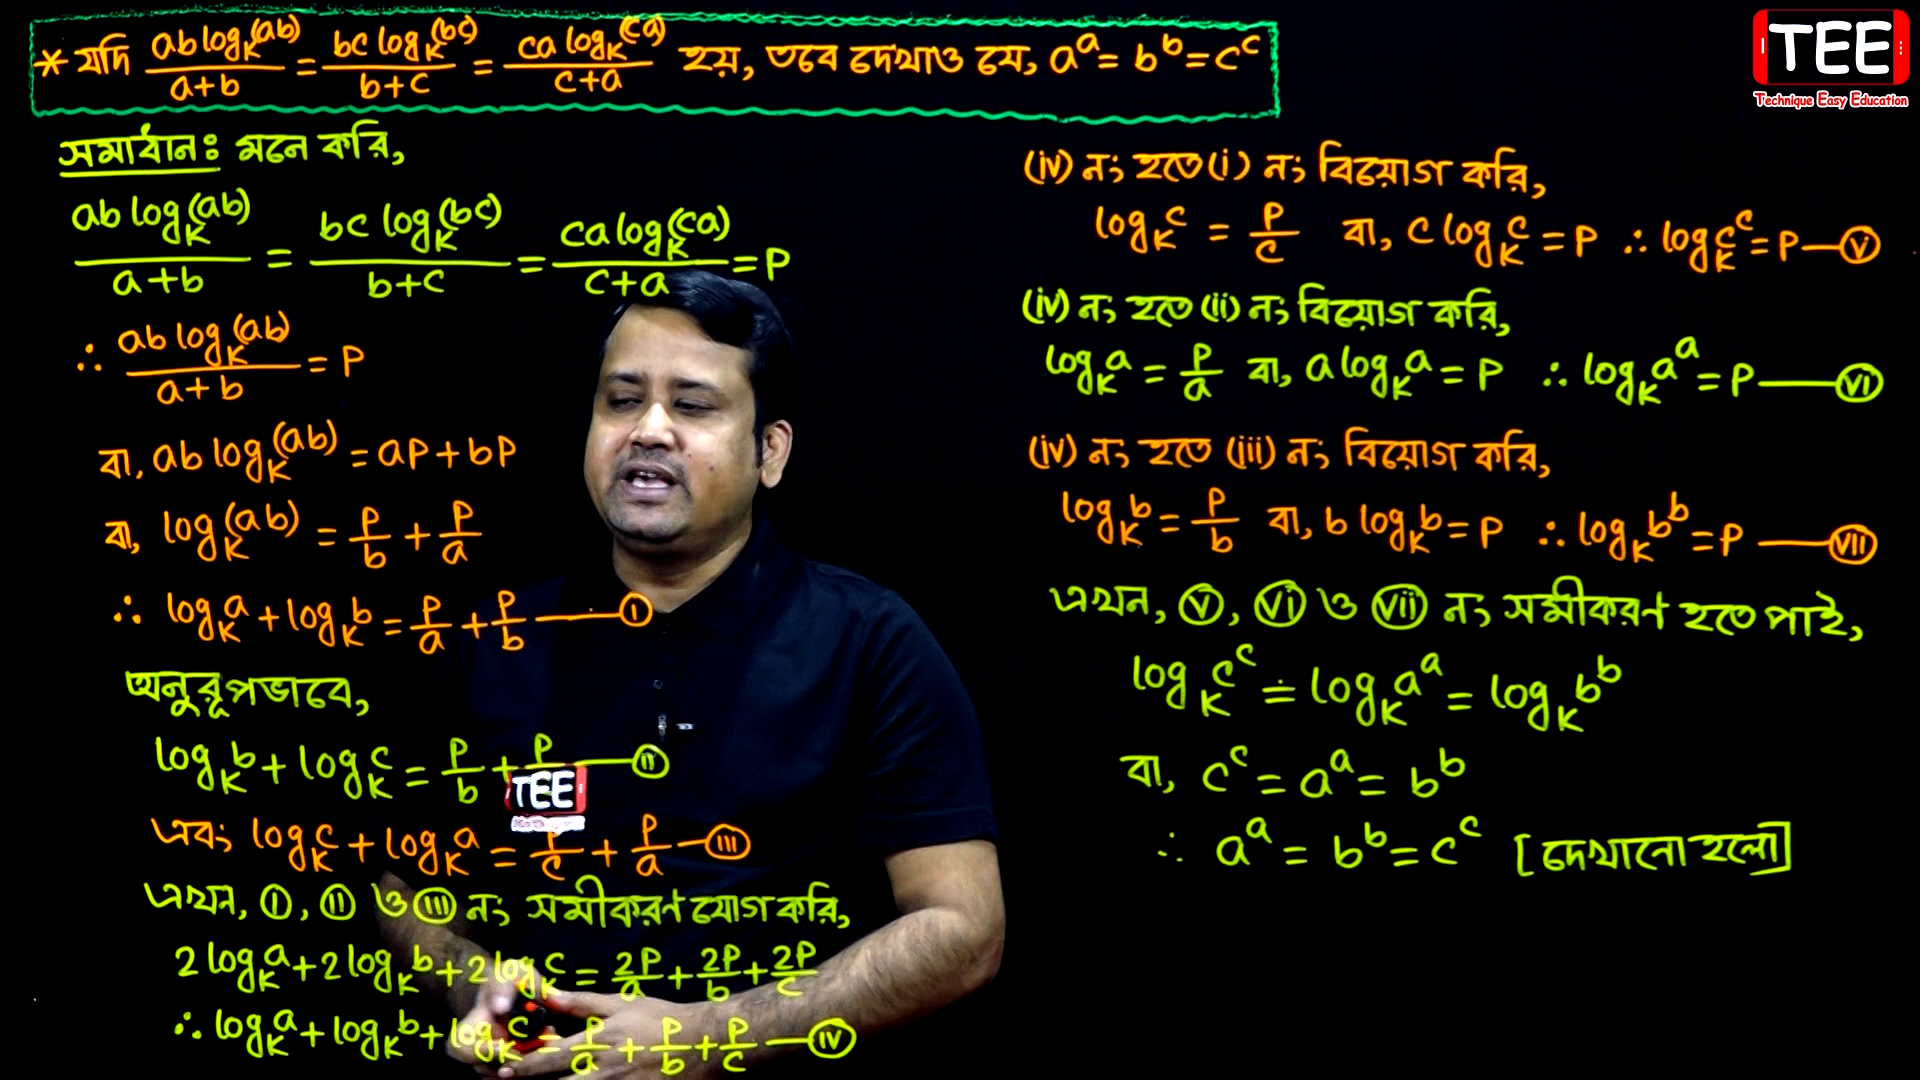 * যদি ab log_k(ab)/a+b = bc log_k(bc)/b+c = ca log_k(ca)/c+a হয়, তবে দেখাও যে, a^a = b^b = c^c
TEE
Technique Easy Education
সমাধানঃ মনে করি,
ab log_k(ab)/a+b = bc log_k(bc)/b+c = ca log_k(ca)/c+a = P
∴ ab log_k(ab)/a+b = P
বা, ab log_k(ab) = aP + bP
বা, log_k(ab) = P/b + P/a
∴ log_k a + log_k b = P/a + P/b — (i)
অনুরূপভাবে,
log_k b + log_k c = P/b + P — (ii)
TEE
এবং log_k c + log_k a = P/c + P/a — (iii)
এখন, (i), (ii) ও (iii) নং সমীকরণ যোগ করি,
2 log_k a + 2 log_k b + 2 log_k c = 2P/a + 2P/b + 2P/c
∴ log_k a + log_k b + log_k c = P/a + P/b + P/c — (iv)
(iv) নং হতে (i) নং বিয়োগ করি,
log_k c = P/c বা, c log_k c = P ∴ log_k c^c = P — (v)
(iv) নং হতে (ii) নং বিয়োগ করি,
log_k a = P/a বা, a log_k a = P ∴ log_k a^a = P — (vi)
(iv) নং হতে (iii) নং বিয়োগ করি,
log_k b = P/b বা, b log_k b = P ∴ log_k b^b = P — (vii)
এখন, (v), (vi) ও (vii) নং সমীকরণ হতে পাই,
log_k c^c = log_k a^a = log_k b^b
বা, c^c = a^a = b^b
∴ a^a = b^b = c^c [দেখানো হলো]